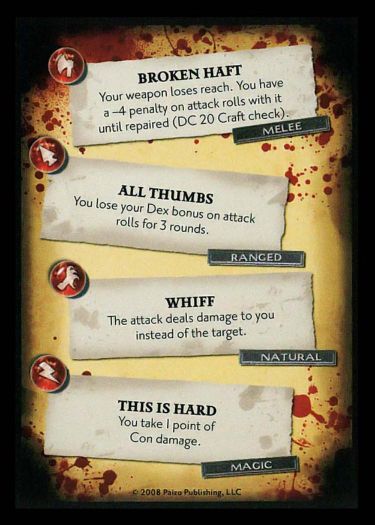 BROKEN HAFT
Your weapon loses reach. You have
a –4 penalty on attack rolls with it
until repaired (DC 20 Craft check).
MELEE
ALL THUMBS
You lose your Dex bonus on attack
rolls for 3 rounds.
RANGED
WHIFF
The attack deals damage to you
instead of the target.
NATURAL
THIS IS HARD
You take 1 point of
Con damage.
MAGIC
© 2008 Paizo Publishing, LLC